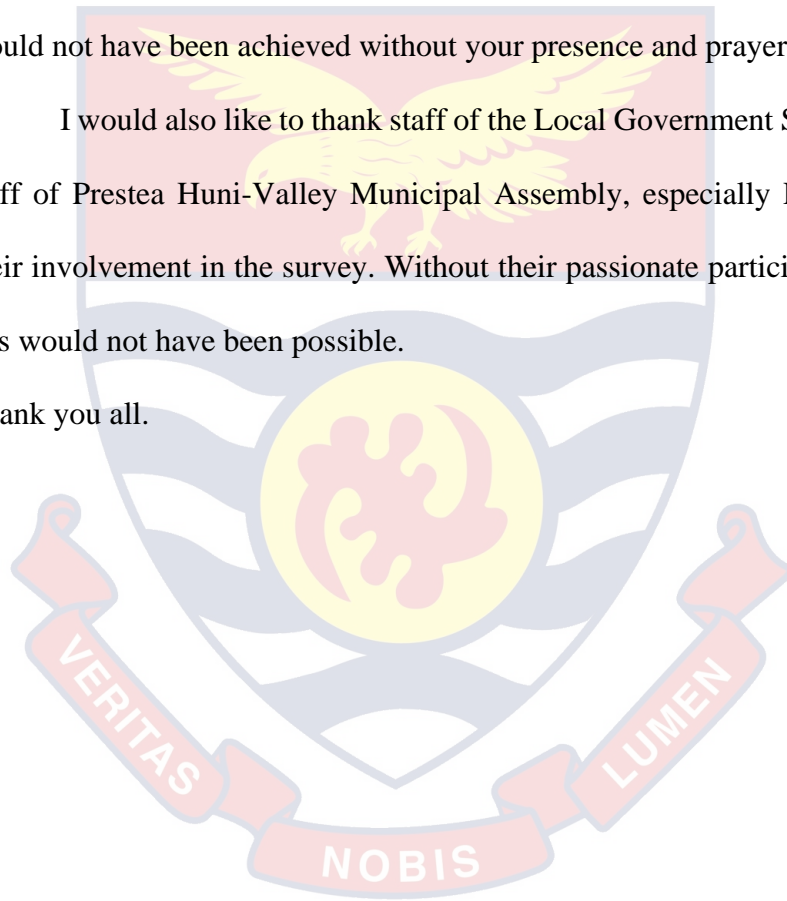 ould not have been achieved without your presence and prayer
I would also like to thank staff of the Local Government S
ff of Prestea Huni-Valley Municipal Assembly, especially
eir involvement in the survey. Without their passionate partici
s would not have been possible.
ank you all.
VERITAS
NOBIS
LUMEN